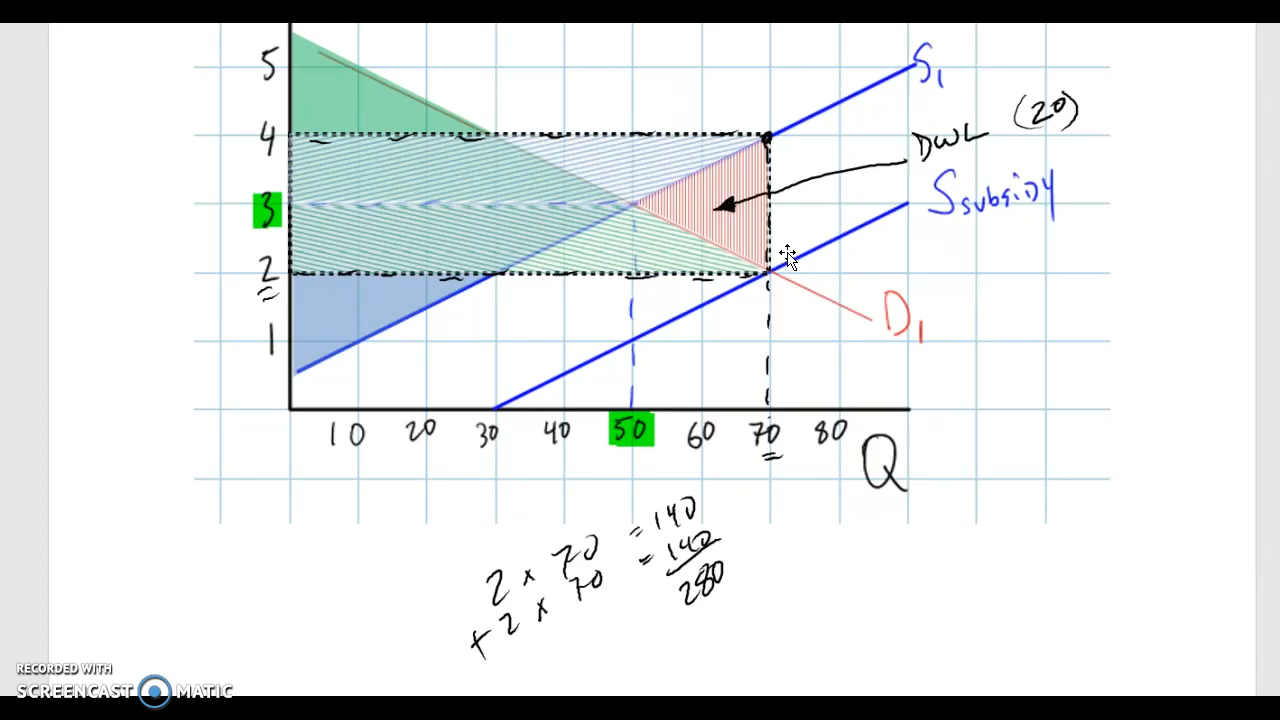 5
S1
4
DWL (20)
3
Ssubsidy
2
1
D1
10 20 30 40 50 60 70 80
Q
2 × 70 = 140
+ 2 × 70 = 140
280
RECORDED WITH
SCREENCAST MATIC